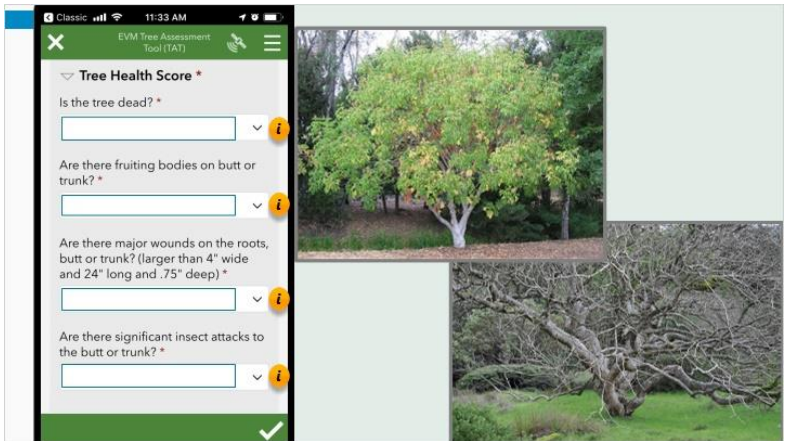 Classic 11:33 AM
EVM Tree Assessment
Tool (TAT)
Tree Health Score *
Is the tree dead? *
i
Are there fruiting bodies on butt or
trunk? *
i
Are there major wounds on the roots,
butt or trunk? (larger than 4" wide
and 24" long and .75" deep) *
i
Are there significant insect attacks to
the butt or trunk? *
i